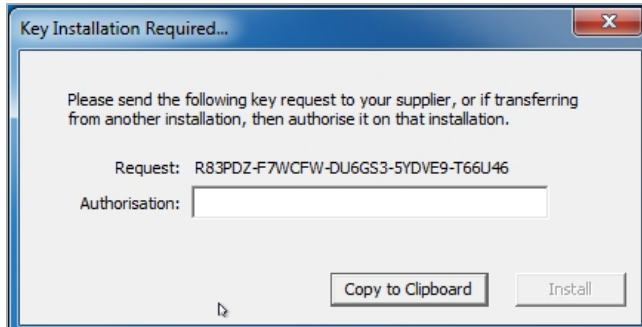 Key Installation Required...
Please send the following key request to your supplier, or if transferring
from another installation, then authorise it on that installation.
Request: R83PDZ-F7WCFW-DU6GS3-5YDVE9-T66U46
Authorisation:
Copy to Clipboard Install